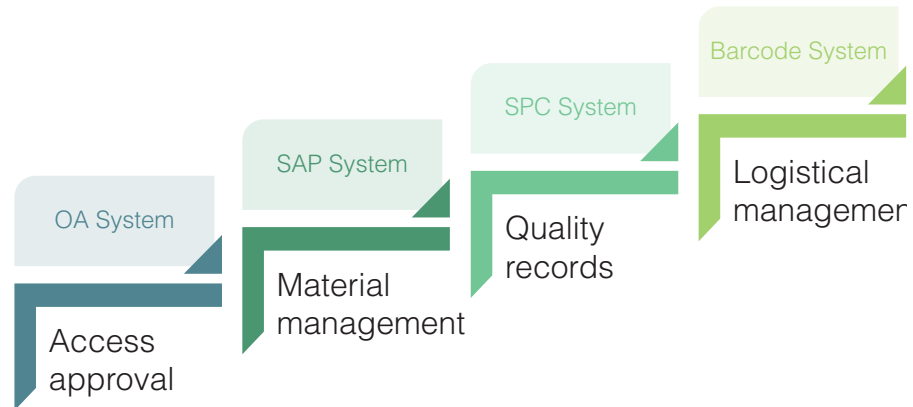 OA System
Access
approval
SAP System
Material
management
SPC System
Quality
records
Barcode System
Logistical
managemen